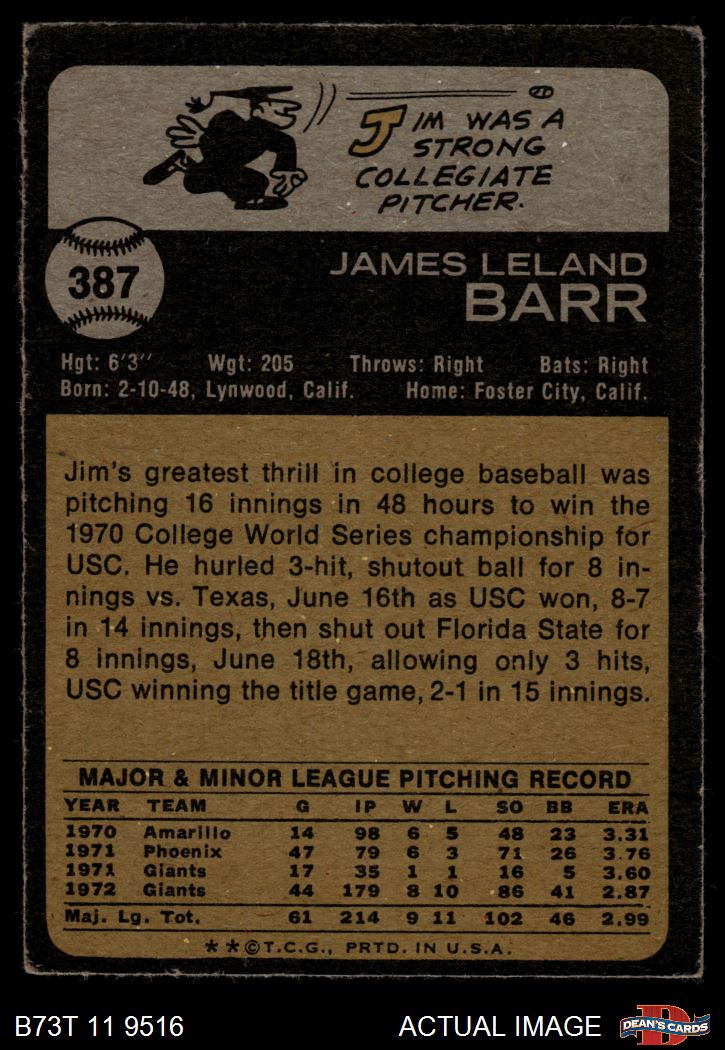 JIM WAS A
STRONG
COLLEGIATE
PITCHER.
387
JAMES LELAND
BARR
Hgt: 6'3" Wgt: 205 Throws: Right Bats: Right
Born: 2-10-48, Lynwood, Calif. Home: Foster City, Calif.
Jim's greatest thrill in college baseball was
pitching 16 innings in 48 hours to win the
1970 College World Series championship for
USC. He hurled 3-hit, shutout ball for 8 in-
nings vs. Texas, June 16th as USC won, 8-7
in 14 innings, then shut out Florida State for
8 innings, June 18th, allowing only 3 hits,
USC winning the title game, 2-1 in 15 innings.
MAJOR & MINOR LEAGUE PITCHING RECORD
YEAR TEAM G IP W L SO BB ERA
1970 Amarillo 14 98 6 5 48 23 3.31
1971 Phoenix 47 79 6 3 71 26 3.76
1971 Giants 17 35 1 1 16 5 3.60
1972 Giants 44 179 8 10 86 41 2.87
Maj. Lg. Tot. 61 214 9 11 102 46 2.99
**©T.C.G., PRTD. IN U.S.A.
B73T 11 9516 ACTUAL IMAGE
D
DEAN'S CARDS